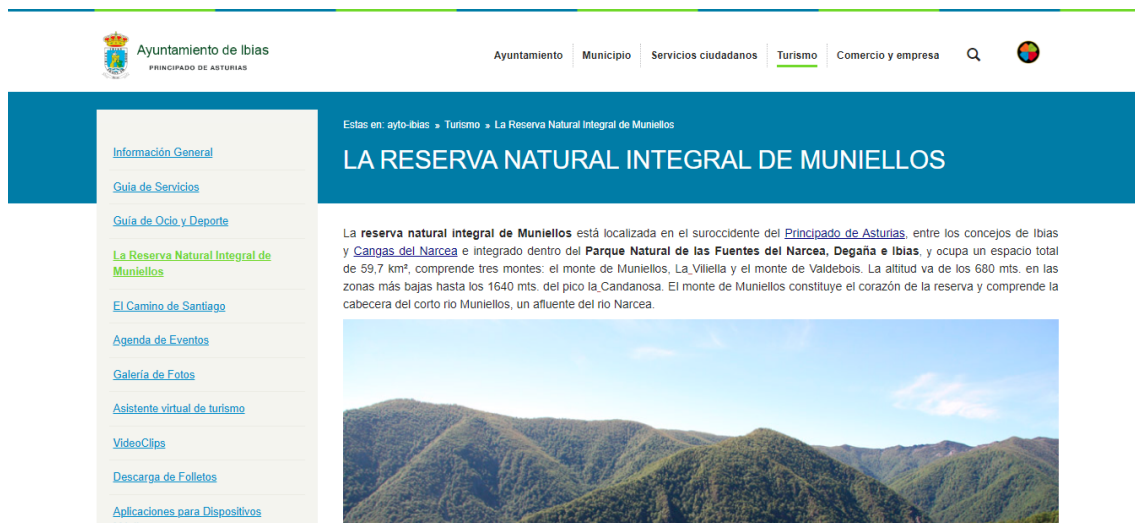 Ayuntamiento de Ibias
PRINCIPADO DE ASTURIAS
Ayuntamiento
Municipio
Servicios ciudadanos
Turismo
Comercio y empresa
Información General
Guia de Servicios
Guía de Ocio y Deporte
La Reserva Natural Integral de
Muniellos
El Camino de Santiago
Agenda de Eventos
Galería de Fotos
Asistente virtual de turismo
VideoClips
Descarga de Folletos
Aplicaciones para Dispositivos
Estas en: ayto-ibias » Turismo » La Reserva Natural Integral de Muniellos
LA RESERVA NATURAL INTEGRAL DE MUNIELLOS
La reserva natural integral de Muniellos está localizada en el suroccidente del Principado de Asturias, entre los concejos de Ibias
y Cangas del Narcea e integrado dentro del Parque Natural de las Fuentes del Narcea, Degaña e Ibias, y ocupa un espacio total
de 59,7 km², comprende tres montes: el monte de Muniellos, La Viliella y el monte de Valdebois. La altitud va de los 680 mts. en las
zonas más bajas hasta los 1640 mts. del pico la Candanosa. El monte de Muniellos constituye el corazón de la reserva y comprende la
cabecera del corto rio Muniellos, un afluente del rio Narcea.